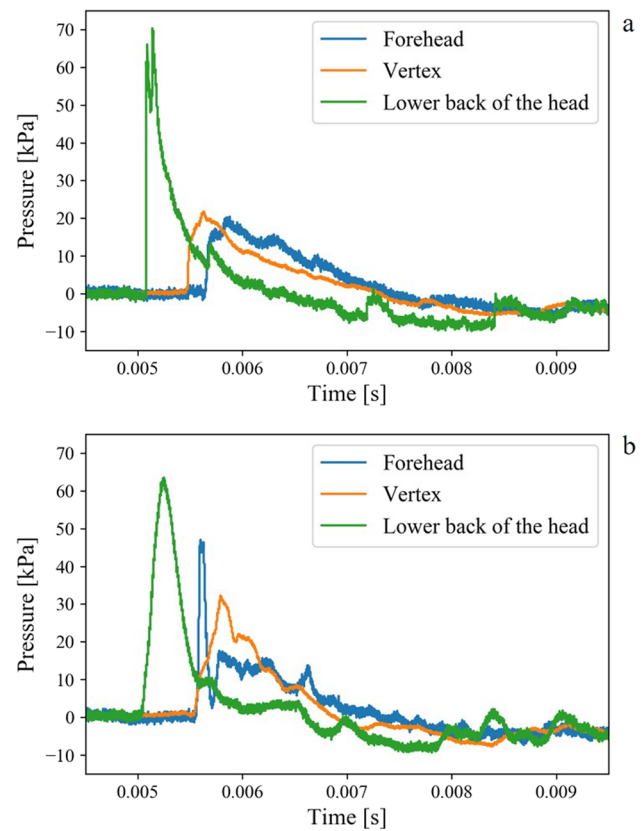 a
70
60
50
40
30
20
10
0
−10
Pressure [kPa]
Forehead
Vertex
Lower back of the head
0.005 0.006 0.007 0.008 0.009
Time [s]
b
70
60
50
40
30
20
10
0
−10
Pressure [kPa]
Forehead
Vertex
Lower back of the head
0.005 0.006 0.007 0.008 0.009
Time [s]